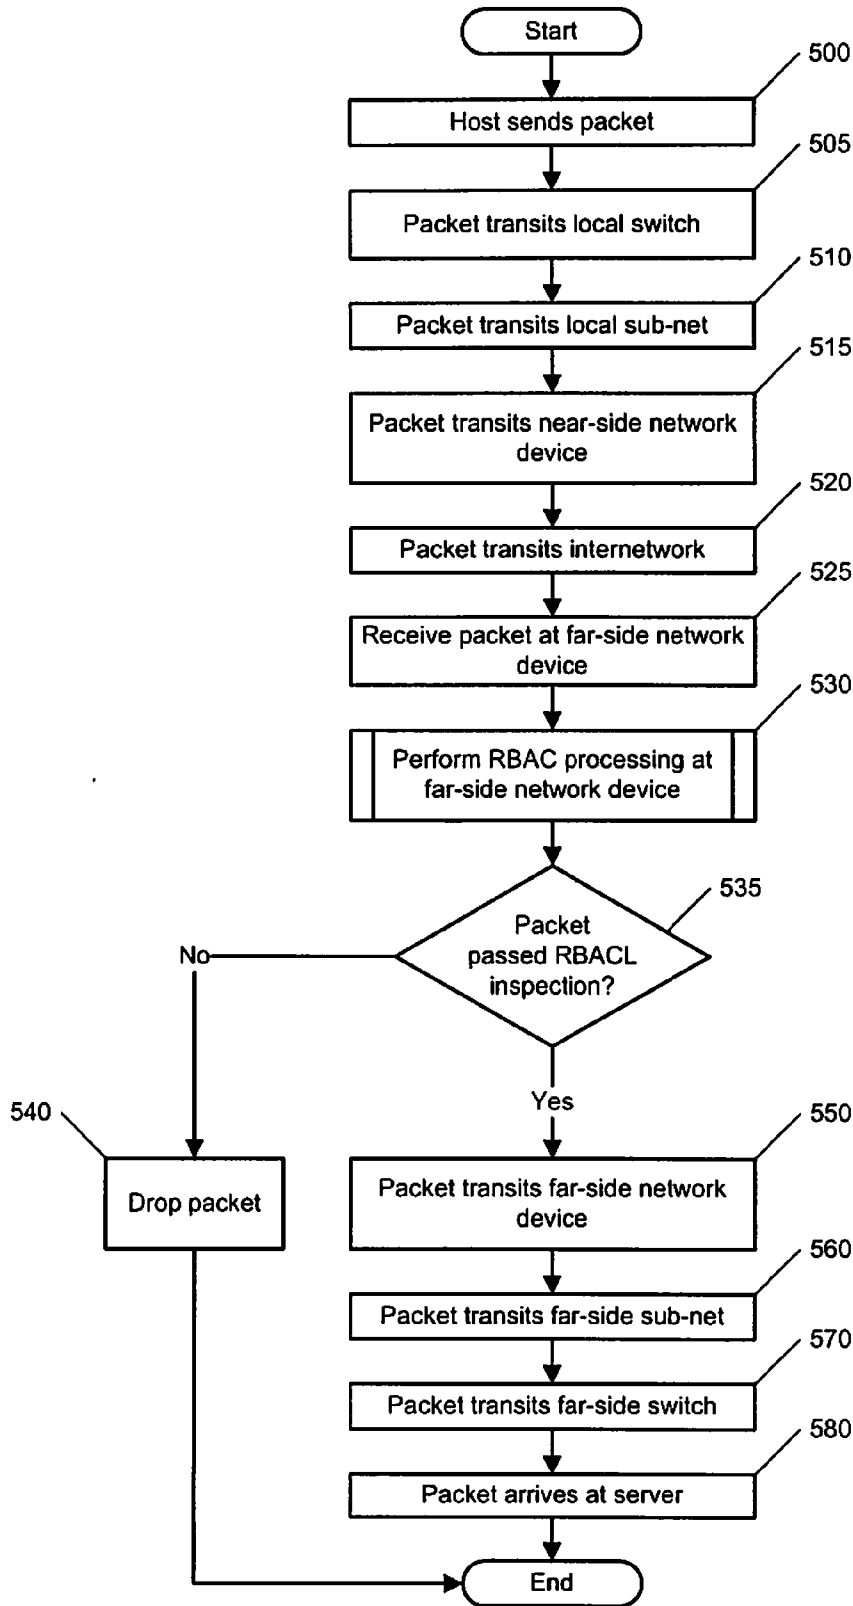 Start
500
Host sends packet
505
Packet transits local switch
510
Packet transits local sub-net
515
Packet transits near-side network
device
520
Packet transits internetwork
525
Receive packet at far-side network
device
530
Perform RBAC processing at
far-side network device
535
Packet
passed RBACL
inspection?
No
Yes
540
Drop packet
550
Packet transits far-side network
device
560
Packet transits far-side sub-net
570
Packet transits far-side switch
580
Packet arrives at server
End